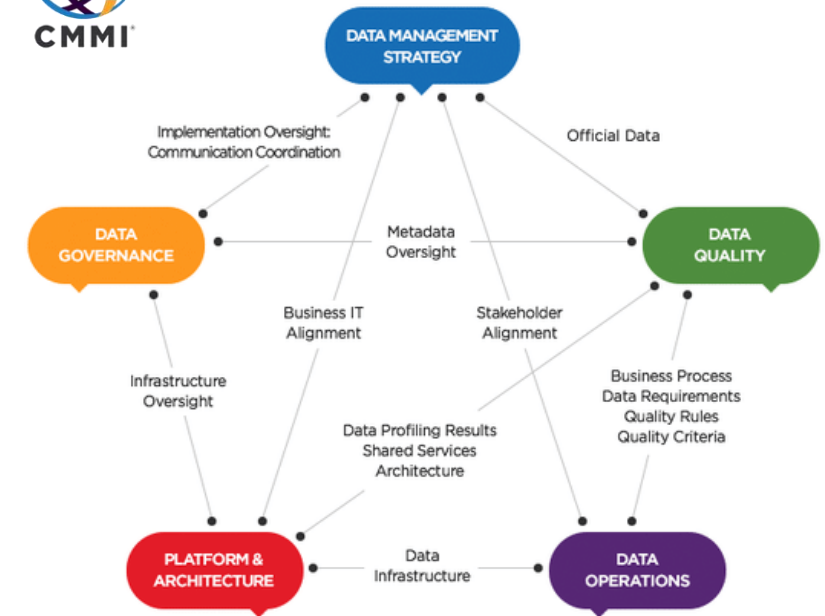 CMMI®
DATA MANAGEMENT
STRATEGY
Implementation Oversight:
Communication Coordination
Official Data
DATA
GOVERNANCE
Metadata
Oversight
DATA
QUALITY
Business IT
Alignment
Stakeholder
Alignment
Infrastructure
Oversight
Business Process
Data Requirements
Quality Rules
Quality Criteria
Data Profiling Results
Shared Services
Architecture
PLATFORM &
ARCHITECTURE
Data
Infrastructure
DATA
OPERATIONS